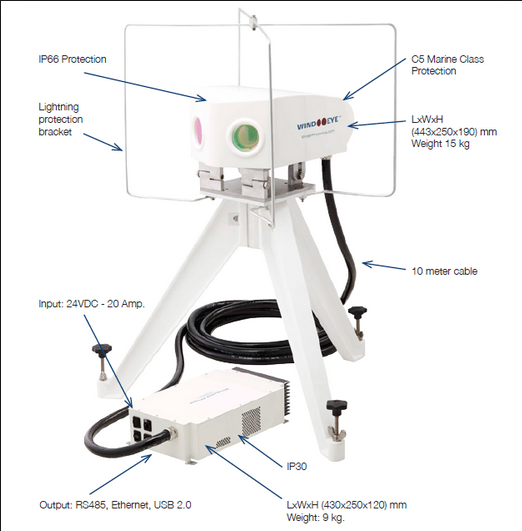 IP66 Protection
C5 Marine Class
Protection
Lightning
protection
bracket
WIND EYE
LxWxH
(443x250x190) mm
Weight 15 kg
10 meter cable
Input: 24VDC - 20 Amp.
IP30
Output: RS485, Ethernet, USB 2.0
LxWxH (430x250x120) mm
Weight: 9 kg.